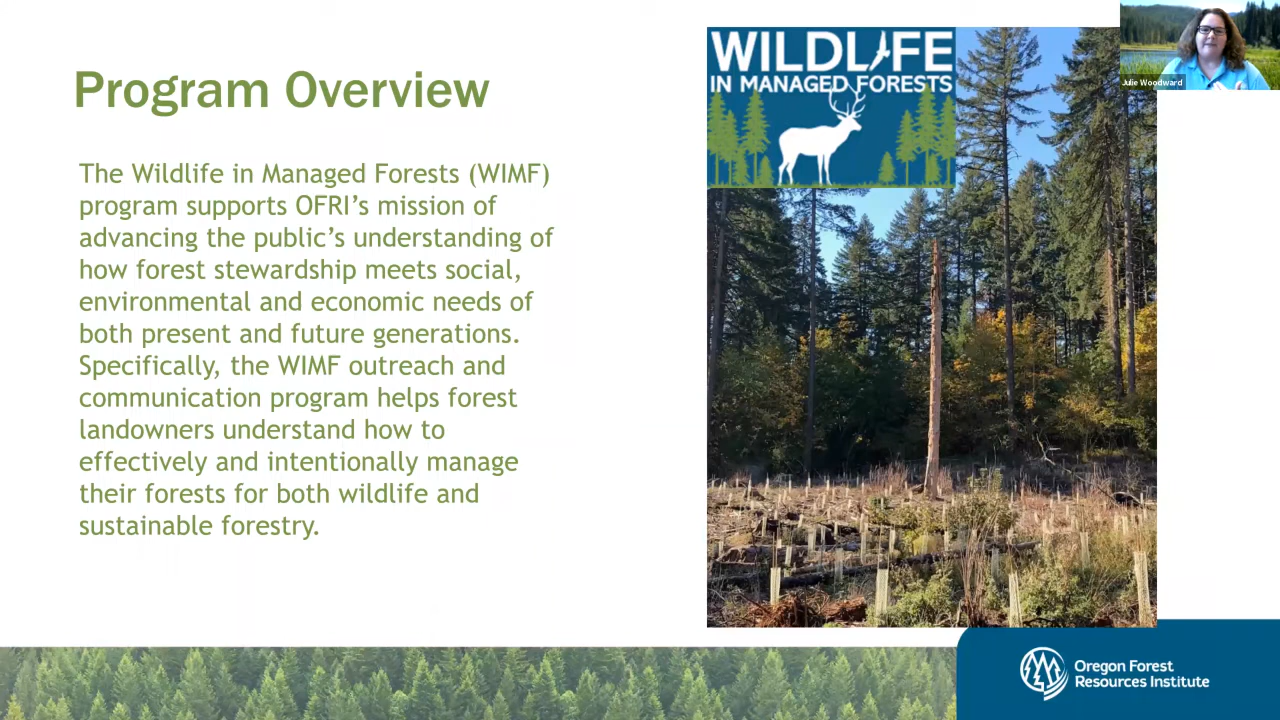 Program Overview
The Wildlife in Managed Forests (WIMF)
program supports OFRI’s mission of
advancing the public’s understanding of
how forest stewardship meets social,
environmental and economic needs of
both present and future generations.
Specifically, the WIMF outreach and
communication program helps forest
landowners understand how to
effectively and intentionally manage
their forests for both wildlife and
sustainable forestry.
WILDLIFE
IN MANAGED FORESTS
Julie Woodward
Oregon Forest
Resources Institute